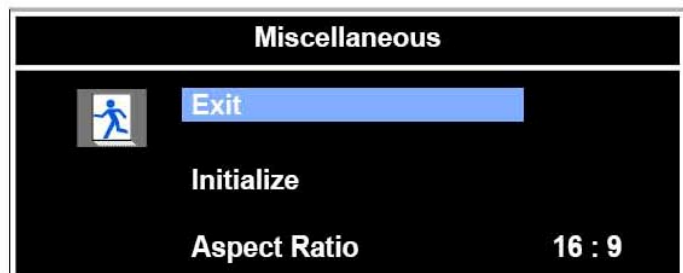 Miscellaneous
Exit
Initialize
Aspect Ratio 16 : 9